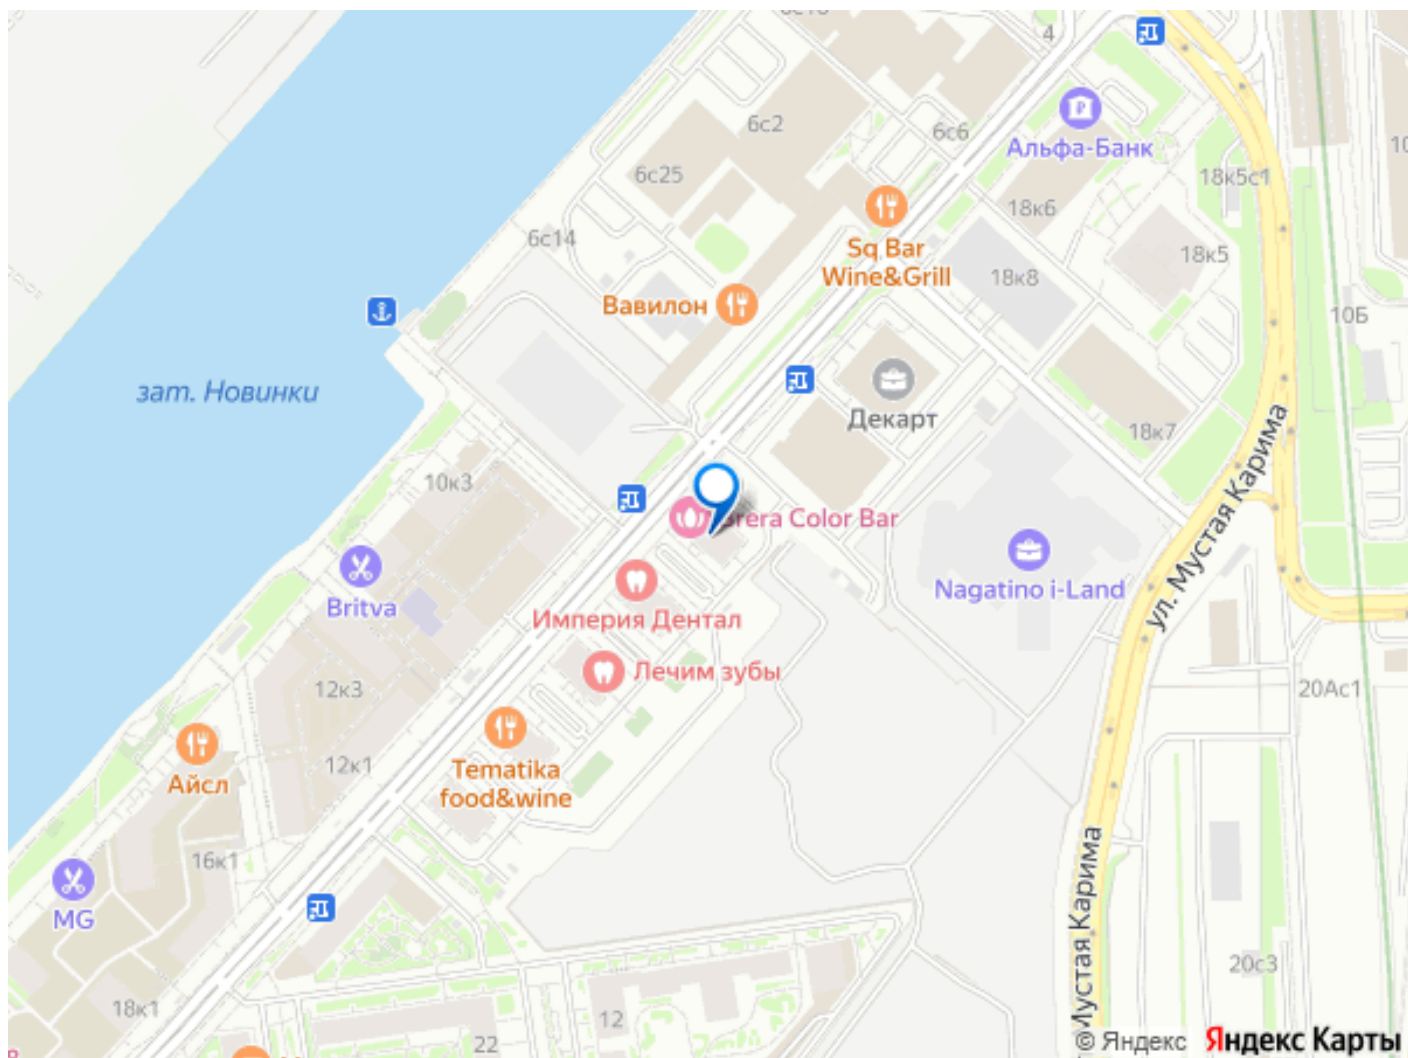 4
6с2
6с6
Альфа-Банк
6с25
18к5с1
18к6
6с14
Sq Bar
Wine&Grill
18к5
18к8
Вавилон
10Б
зат. Новинки
Декарт
18к7
10к3
Brera Color Bar
ул. Мустая Карима
Nagatino i-Land
Britva
Империя Дентал
Лечим зубы
12к3
20Ас1
12к1
Айсл
Tematika
food&wine
16к1
MG
Мустая Карима
20с3
18к1
12
22
© Яндекс
Яндекс Карты